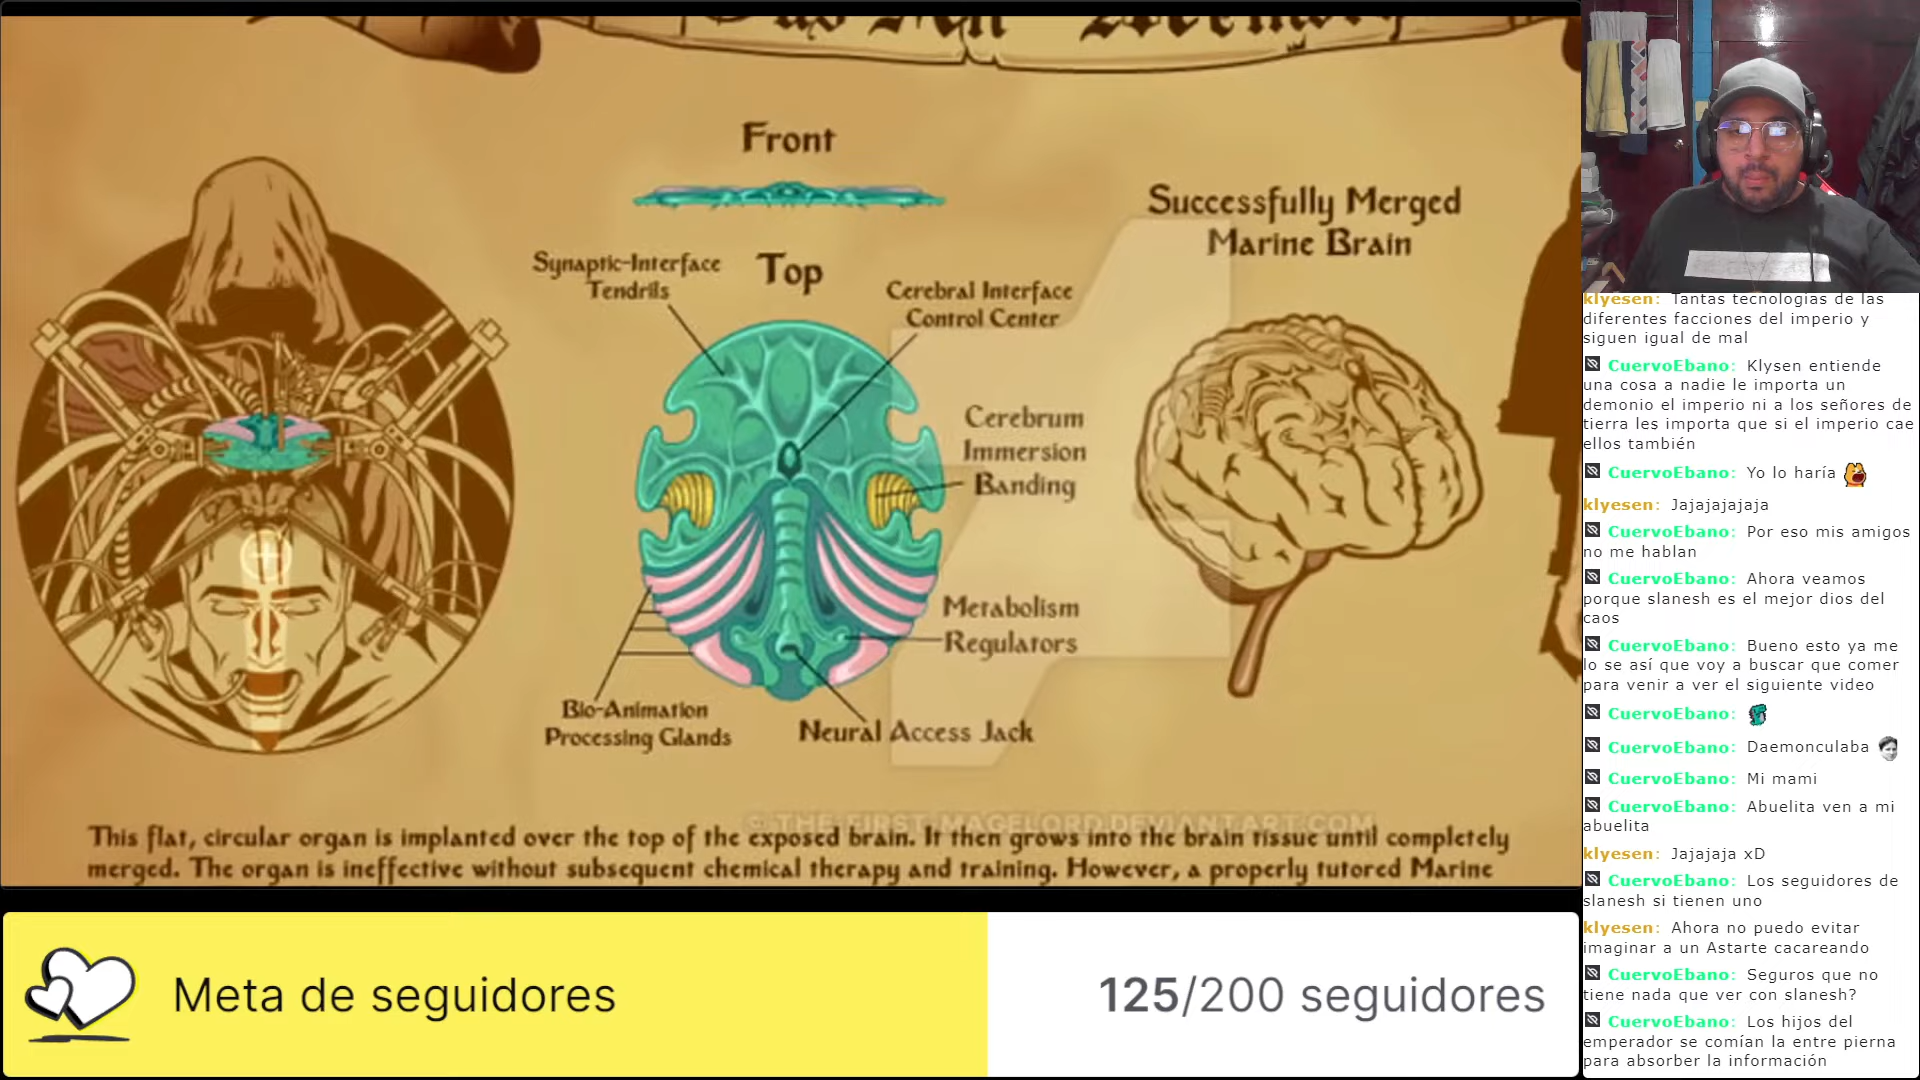 Sus-An Membrane
Front
Successfully Merged
Marine Brain
Synaptic-Interface
Tendrils
Top
Cerebral Interface
Control Center
Cerebrum
Immersion
Banding
Metabolism
Regulators
Bio-Animation
Processing Glands
Neural Access Jack
© THE-FIRST-MAGELORD.DEVIANTART.COM
This flat, circular organ is implanted over the top of the exposed brain. It then grows into the brain tissue until completely
merged. The organ is ineffective without subsequent chemical therapy and training. However, a properly tutored Marine
Meta de seguidores
125/200 seguidores
klyesen: Tantas tecnologias de las
diferentes facciones del imperio y
siguen igual de mal
CuervoEbano: Klysen entiende
una cosa a nadie le importa un
demonio el imperio ni a los señores de
tierra les importa que si el imperio cae
ellos también
CuervoEbano: Yo lo haría
klyesen: Jajajajajaja
CuervoEbano: Por eso mis amigos
no me hablan
CuervoEbano: Ahora veamos
porque slanesh es el mejor dios del
caos
CuervoEbano: Bueno esto ya me
lo se así que voy a buscar que comer
para venir a ver el siguiente video
CuervoEbano:
CuervoEbano: Daemonculaba
CuervoEbano: Mi mami
CuervoEbano: Abuelita ven a mi
abuelita
klyesen: Jajajaja xD
CuervoEbano: Los seguidores de
slanesh si tienen uno
klyesen: Ahora no puedo evitar
imaginar a un Astarte cacareando
CuervoEbano: Seguros que no
tiene nada que ver con slanesh?
CuervoEbano: Los hijos del
emperador se comían la entre pierna
para absorber la información